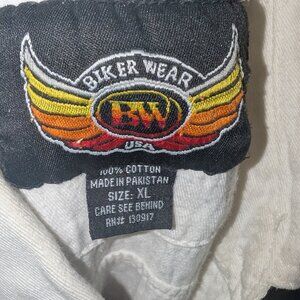 BIKER WEAR
BW
USA
100% COTTON
MADE IN PAKISTAN
SIZE: XL
CARE SEE BEHIND
RN# 130917